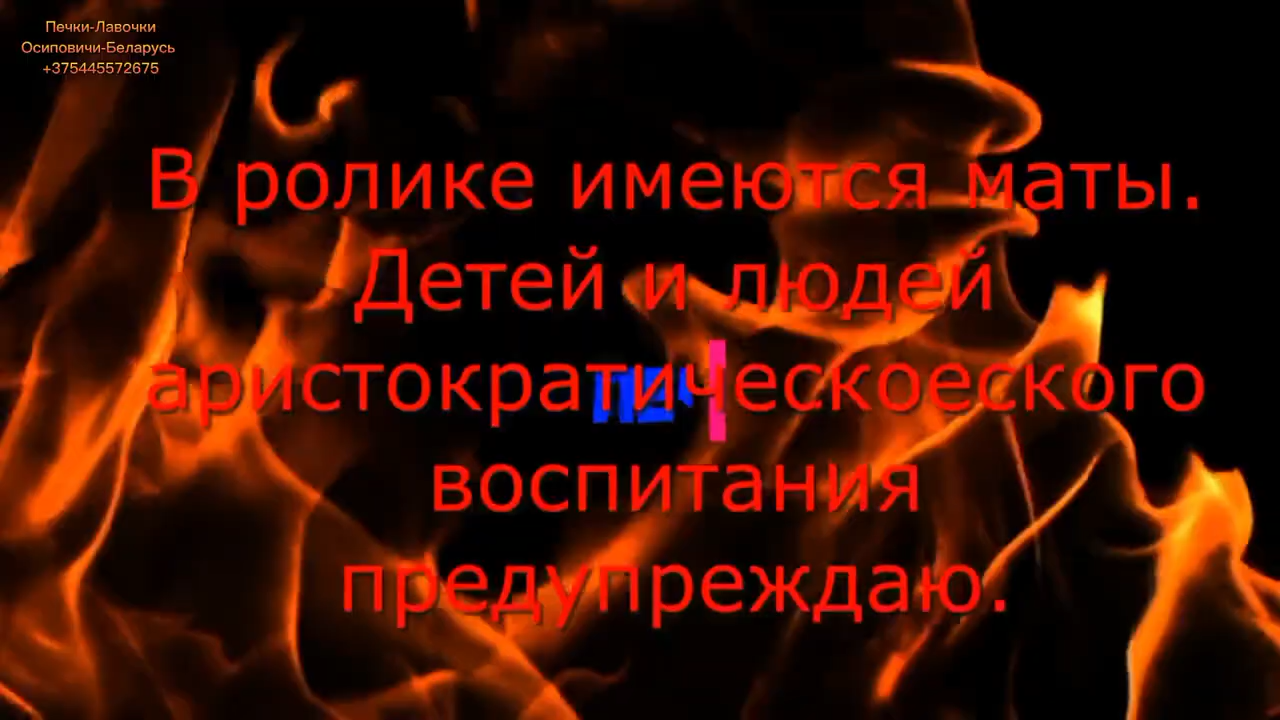 Печки-Лавочки
Осиповичи-Беларусь
+375445572675
В ролике имеются маты.
Детей и людей
аристократическоеского
воспитания
предупреждаю.